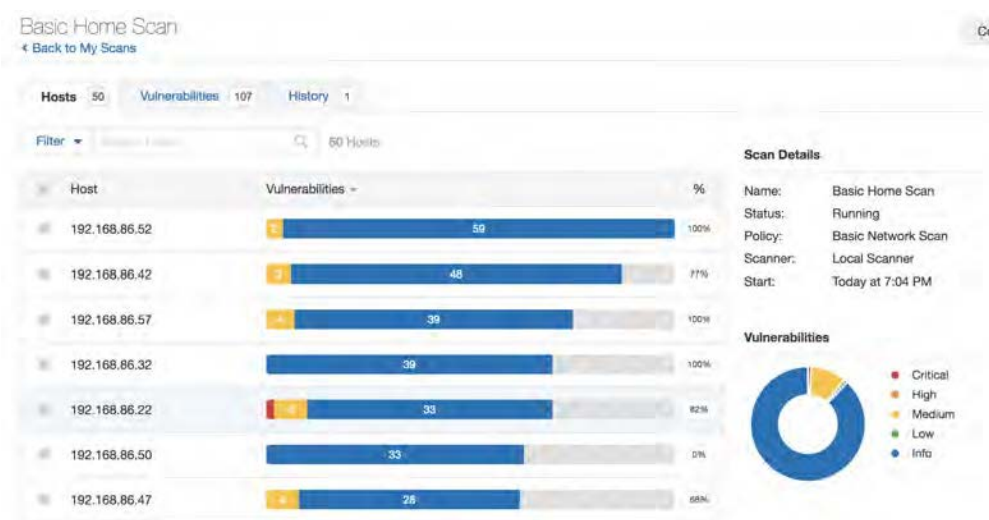 Basic Home Scan
Back to My Scans
Hosts 50 Vulnerabilities 107 History 1
Filter
50 Hosts
Host Vulnerabilities %
192.168.86.52 2 59 100%
192.168.86.42 3 48 77%
192.168.86.57 4 39 100%
192.168.86.32 39 100%
192.168.86.22 4 33 82%
192.168.86.50 33 0%
192.168.86.47 4 28 68%
Scan Details
Name: Basic Home Scan
Status: Running
Policy: Basic Network Scan
Scanner: Local Scanner
Start: Today at 7:04 PM
Vulnerabilities
Critical
High
Medium
Low
Info